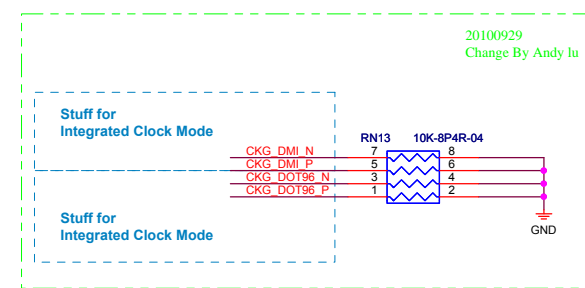 20100929
Change By Andy lu
Stuff for
Integrated Clock Mode
RN13 10K-8P4R-04
CKG_DMI_N 7 8
CKG_DMI_P 5 6
CKG_DOT96_N 3 4
CKG_DOT96_P 1 2
Stuff for
Integrated Clock Mode
GND